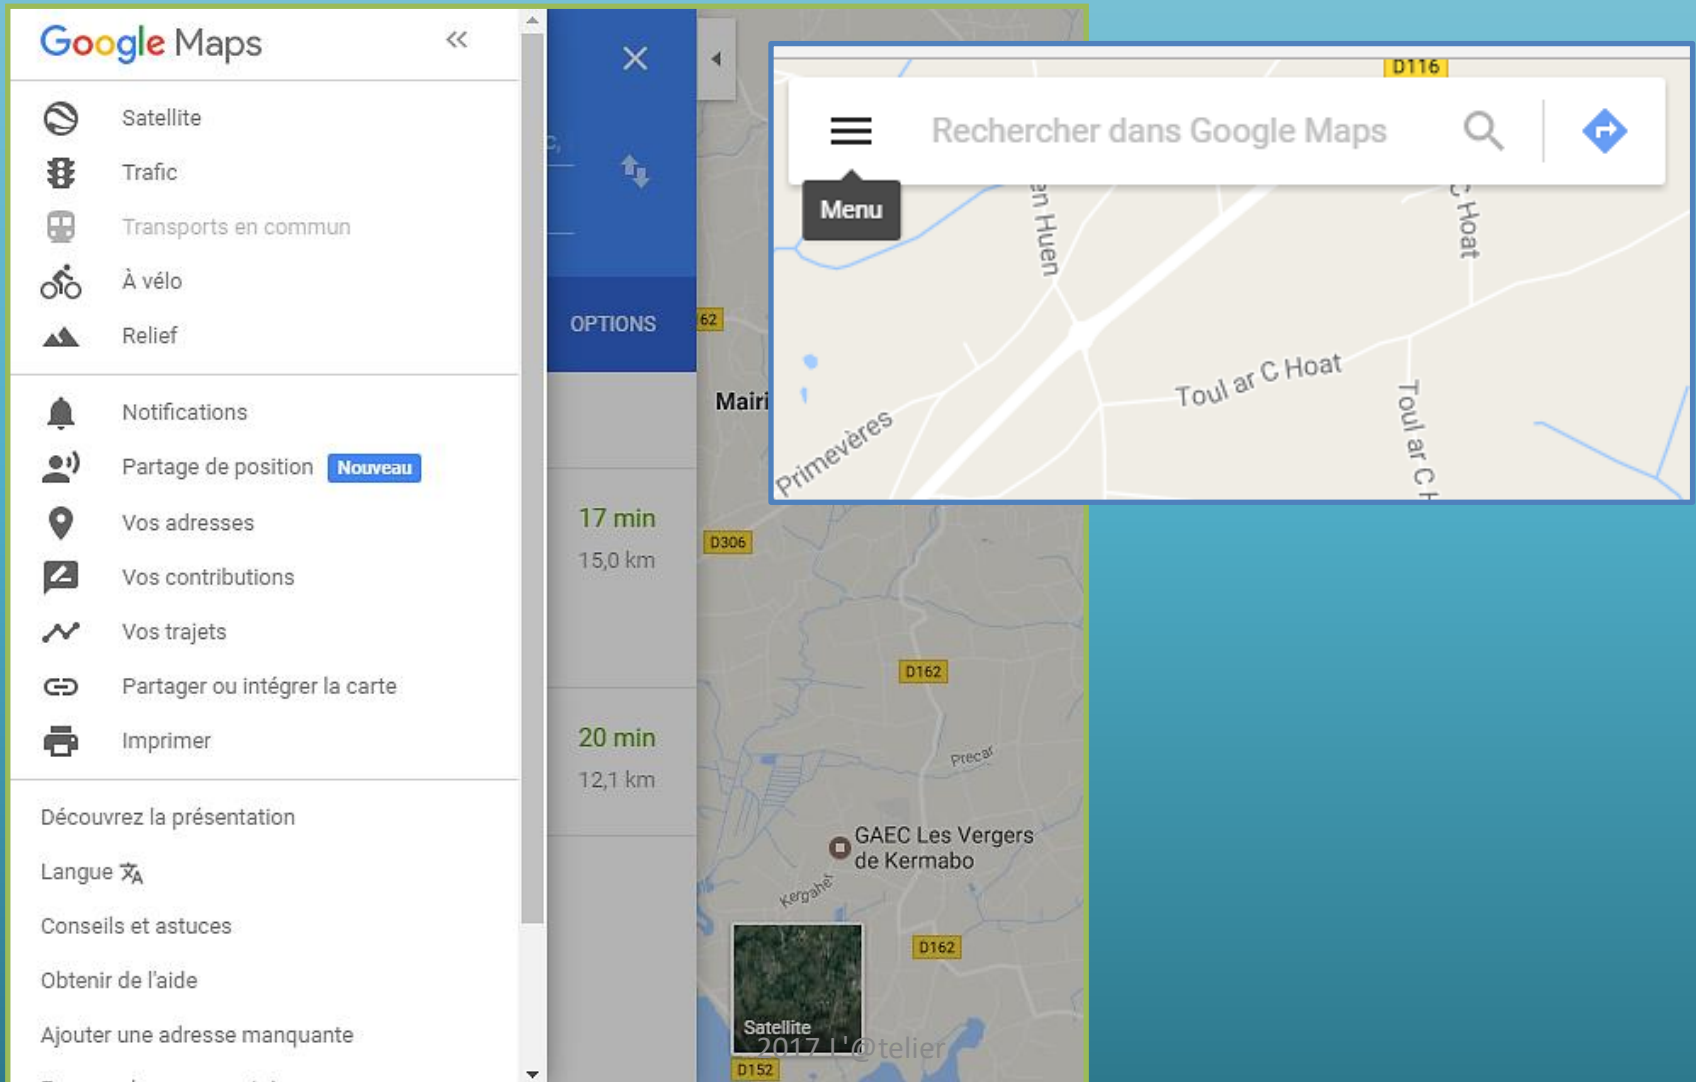 Google Maps
Satellite
Trafic
Transports en commun
À vélo
Relief
Notifications
Partage de position Nouveau
Vos adresses
Vos contributions
Vos trajets
Partager ou intégrer la carte
Imprimer
Découvrez la présentation
Langue
Conseils et astuces
Obtenir de l'aide
Ajouter une adresse manquante
OPTIONS
17 min
15,0 km
20 min
12,1 km
62
Mairi
D306
D162
Precar
GAEC Les Vergers
de Kermabo
Kergaher
D162
Satellite
2017 L'@telier
D152
D116
Rechercher dans Google Maps
Menu
en Huen
C Hoat
Toul ar C Hoat
Toul ar C H
Primevères